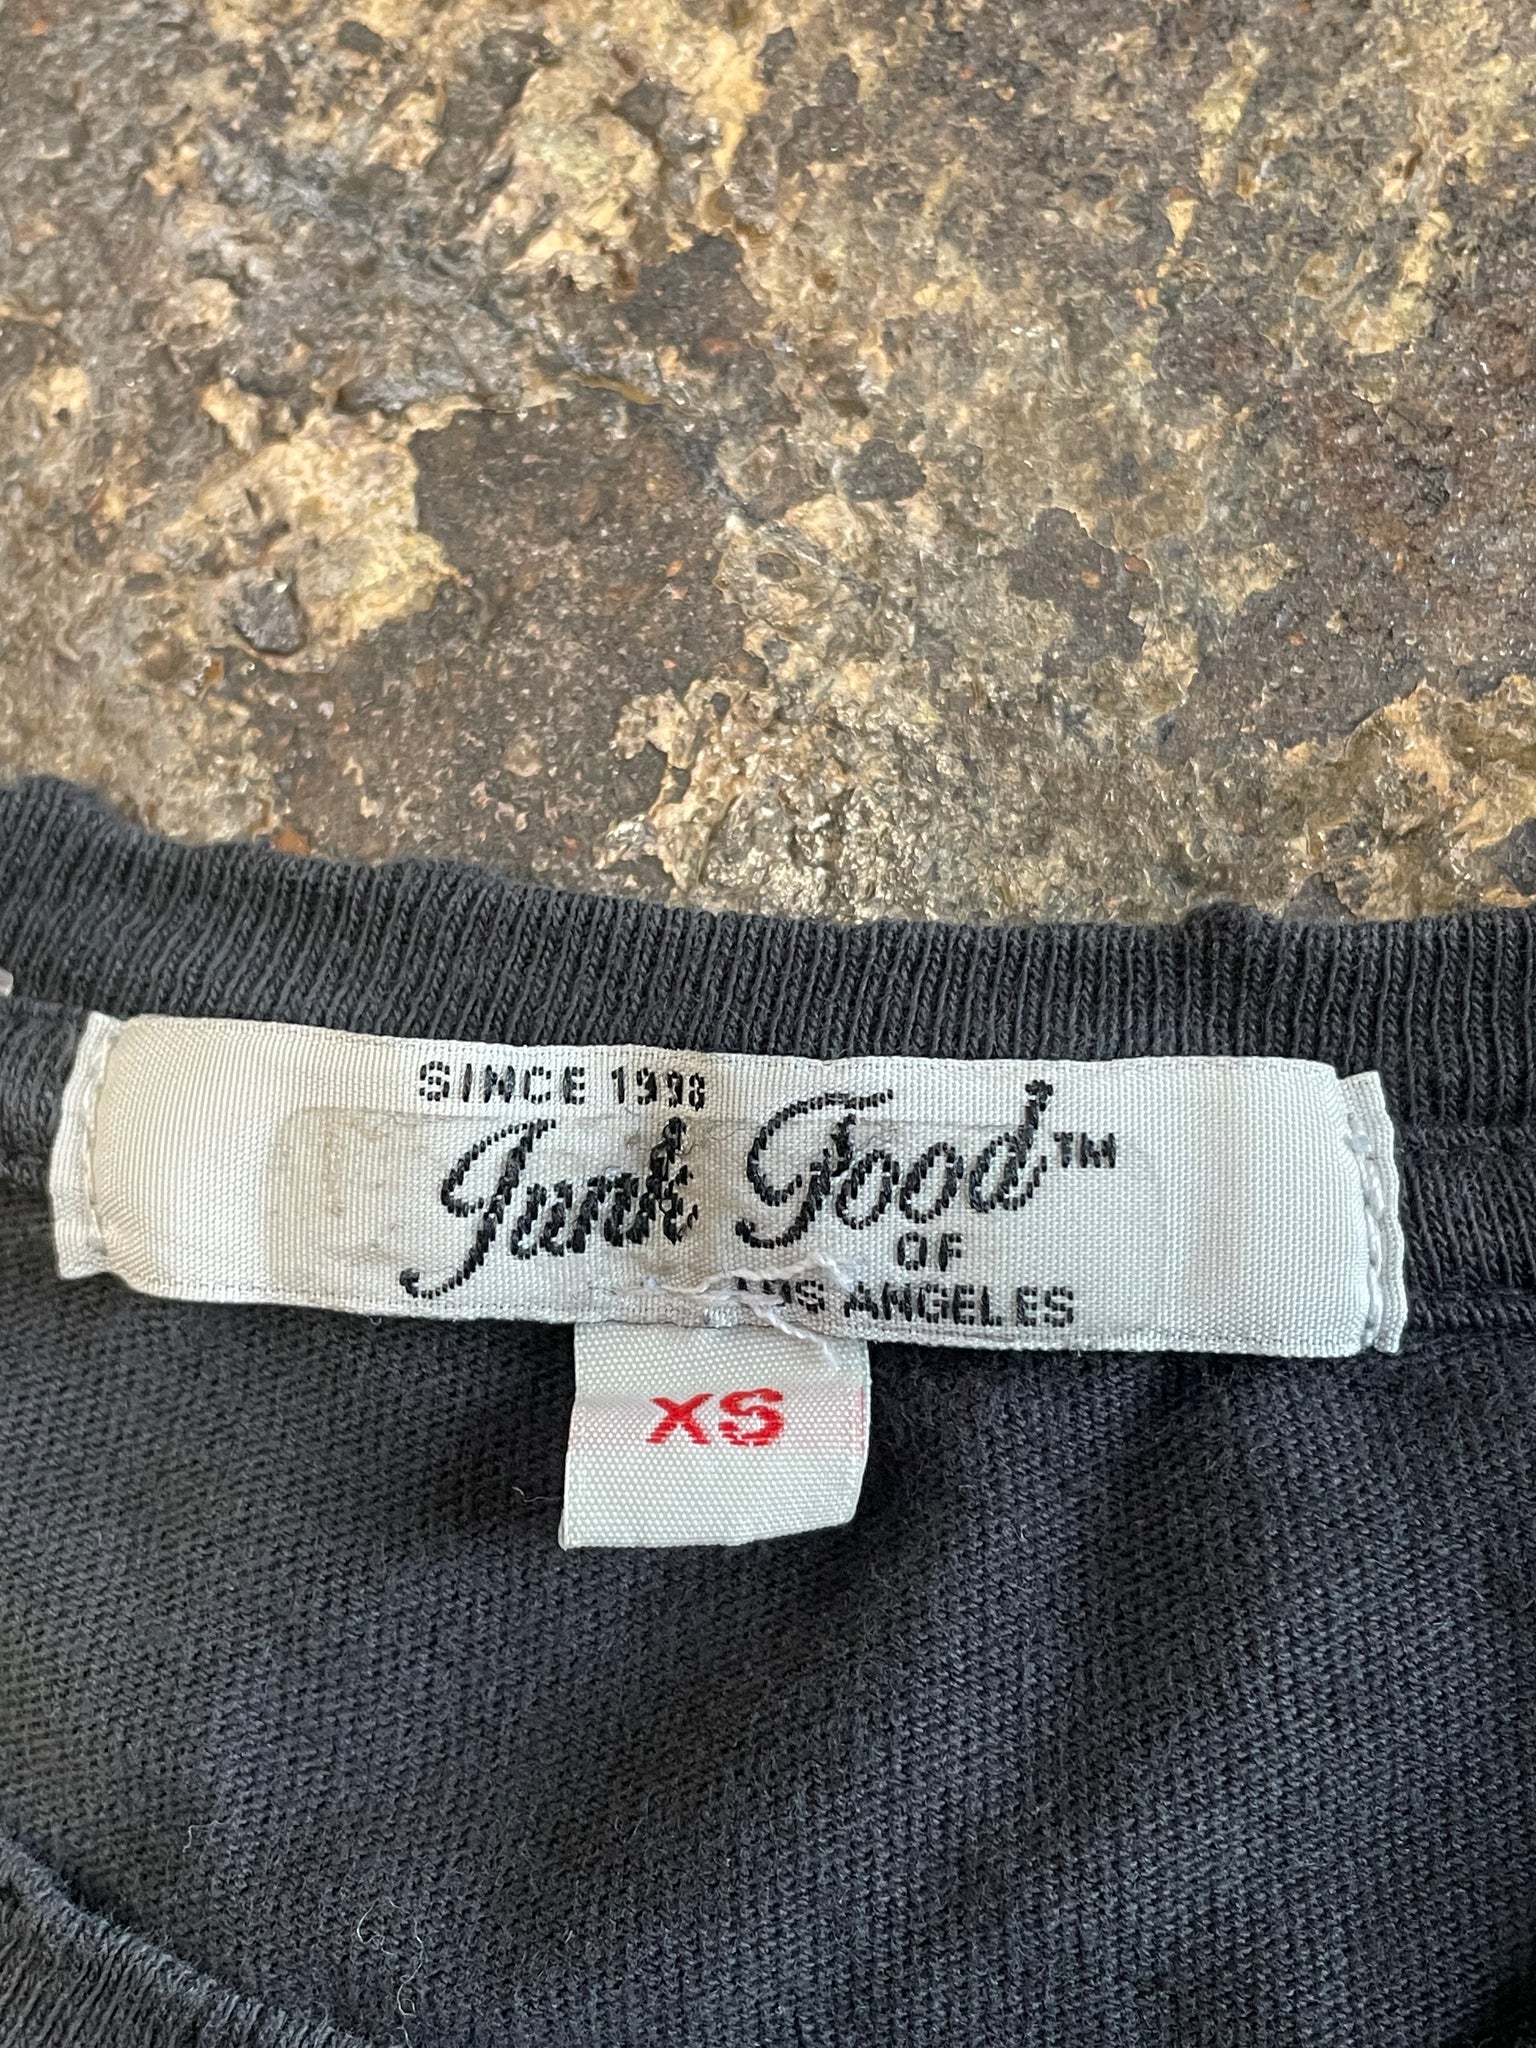 SINCE 1998
Junk Food™
OF
LOS ANGELES
XS